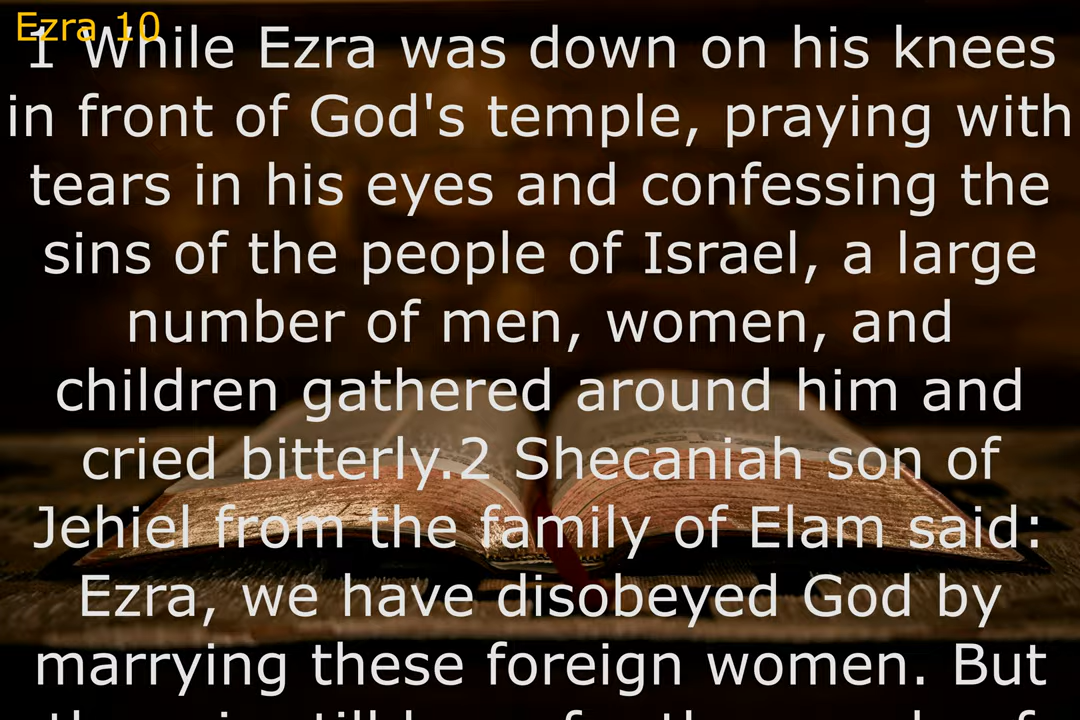 Ezra 10
1 While Ezra was down on his knees
in front of God's temple, praying with
tears in his eyes and confessing the
sins of the people of Israel, a large
number of men, women, and
children gathered around him and
cried bitterly.2 Shecaniah son of
Jehiel from the family of Elam said:
Ezra, we have disobeyed God by
marrying these foreign women. But